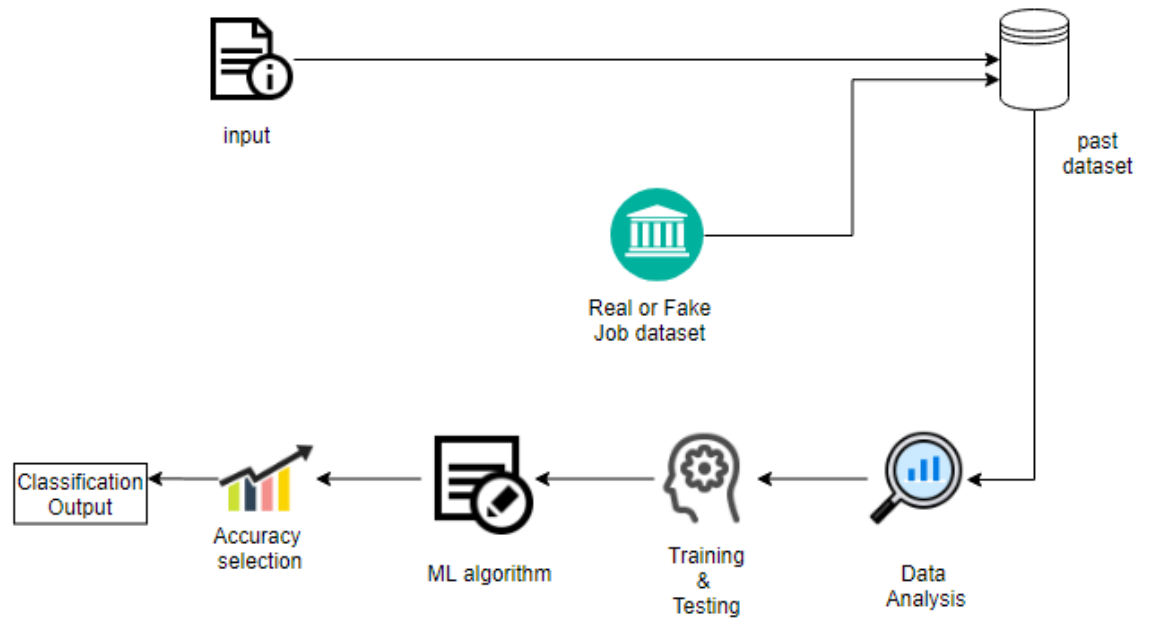 input
past
dataset
Real or Fake
Job dataset
Classification
Output
Accuracy
selection
ML algorithm
Training
&
Testing
Data
Analysis